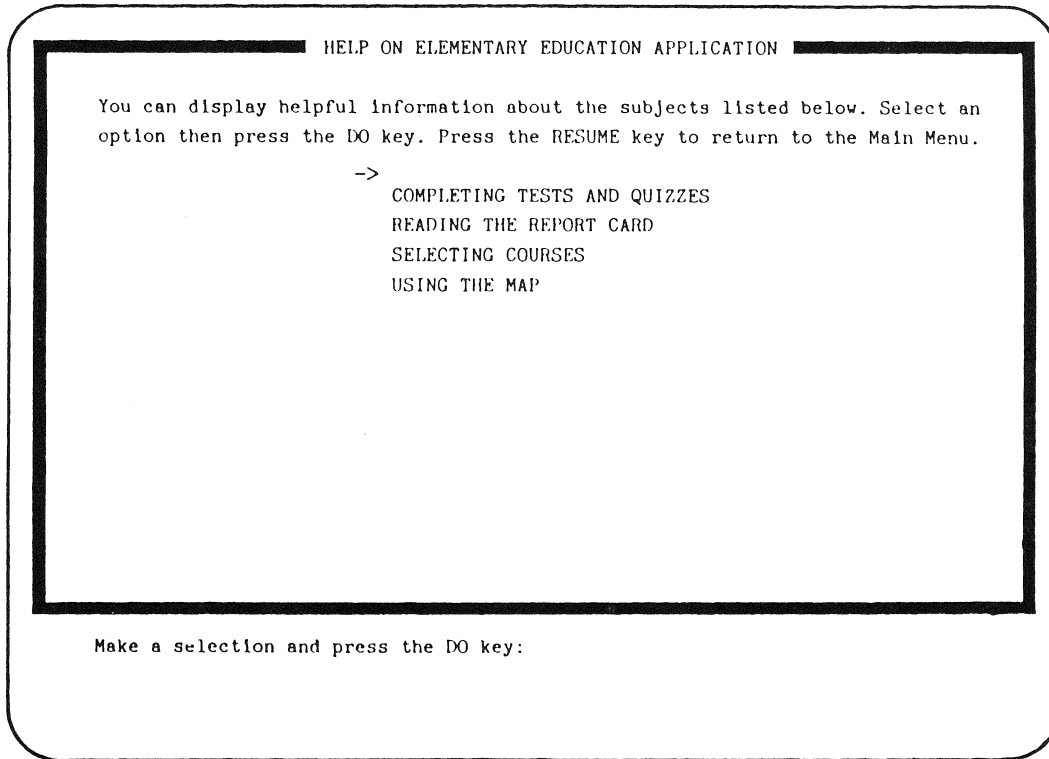 HELP ON ELEMENTARY EDUCATION APPLICATION
You can display helpful information about the subjects listed below. Select an
option then press the DO key. Press the RESUME key to return to the Main Menu.
->
COMPLETING TESTS AND QUIZZES
READING THE REPORT CARD
SELECTING COURSES
USING THE MAP
Make a selection and press the DO key: